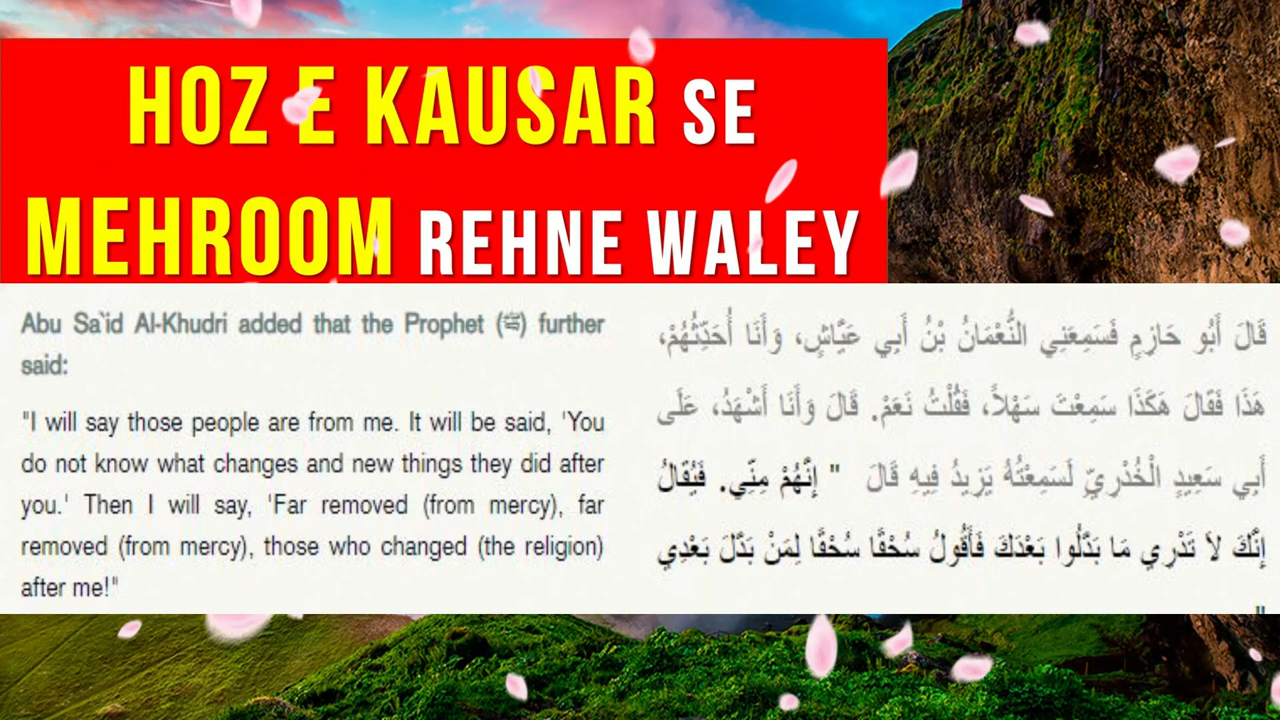 HOZ E KAUSAR SE
MEHROOM REHNE WALEY
Abu Sa`id Al-Khudri added that the Prophet (ﷺ) further
said:
"I will say those people are from me. It will be said, 'You
do not know what changes and new things they did after
you.' Then I will say, 'Far removed (from mercy), far
removed (from mercy), those who changed (the religion)
after me!"
قَالَ أَبُو حَازِمٍ فَسَمِعَنِي النُّعْمَانُ بْنُ أَبِي عَيَّاشٍ، وَأَنَا أُحَدِّثُهُمْ،
هَذَا فَقَالَ هَكَذَا سَمِعْتَ سَهْلاً، فَقُلْتُ نَعَمْ. قَالَ وَأَنَا أَشْهَدُ، عَلَى
أَبِي سَعِيدٍ الْخُدْرِيِّ لَسَمِعْتُهُ يَزِيدُ فِيهِ قَالَ " إِنَّهُمْ مِنِّي. فَيُقَالُ
إِنَّكَ لاَ تَدْرِي مَا بَدَّلُوا بَعْدَكَ فَأَقُولُ سُحْقًا سُحْقًا لِمَنْ بَدَّلَ بَعْدِي
"